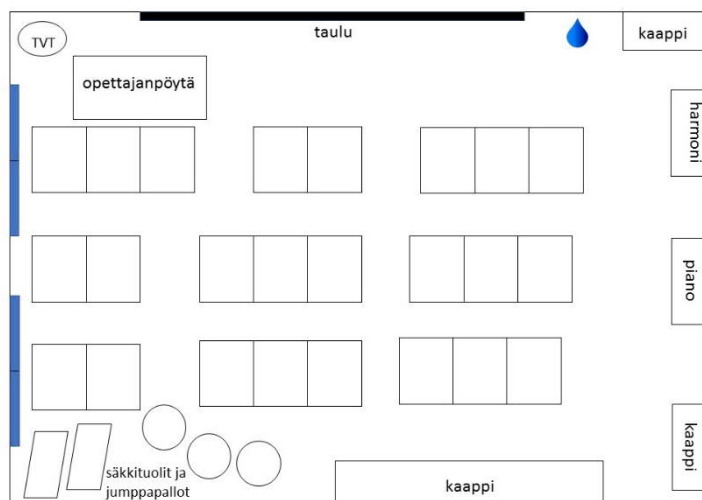 TVT
taulu
kaappi
opettajanpöytä
harmoni
piano
kaappi
säkkituolit ja
jumppapallot
kaappi